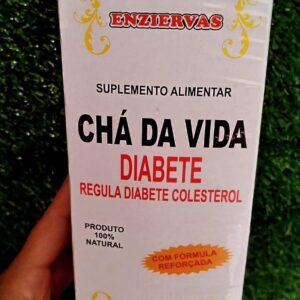 ENZIERVAS
SUPLEMENTO ALIMENTAR
CHÁ DA VIDA
DIABETE
REGULA DIABETE COLESTEROL
PRODUTO
100%
NATURAL
COM FÓRMULA
REFORÇADA